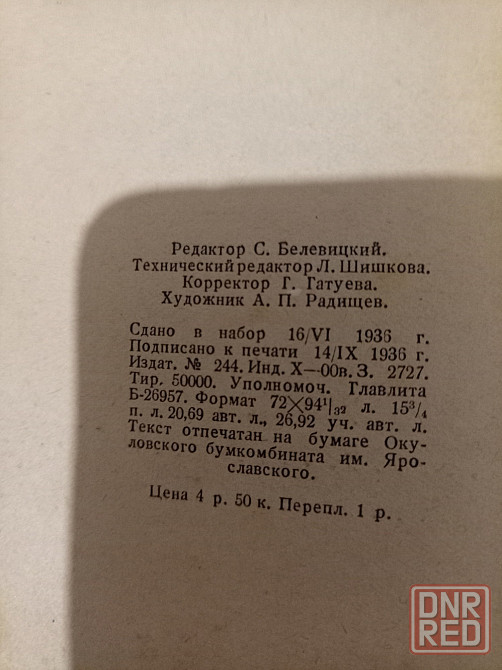 Редактор С. Белевицкий.
Технический редактор Л. Шишкова.
Корректор Г. Гатуева.
Художник А. П. Радищев.
Сдано в набор 16/VI 1936 г.
Подписано к печати 14/IX 1936 г.
Издат. № 244. Инд. X—00в. З. 2727.
Тир. 50000. Уполномоч. Главлита
Б-26957. Формат 72×94¹/₃₂ л. 15³/₄
п. л. 20,69 авт. л., 26,92 уч. авт. л.
Текст отпечатан на бумаге Оку-
ловского бумкомбината им. Яро-
славского.
Цена 4 р. 50 к. Перепл. 1 р.
DNR
RED